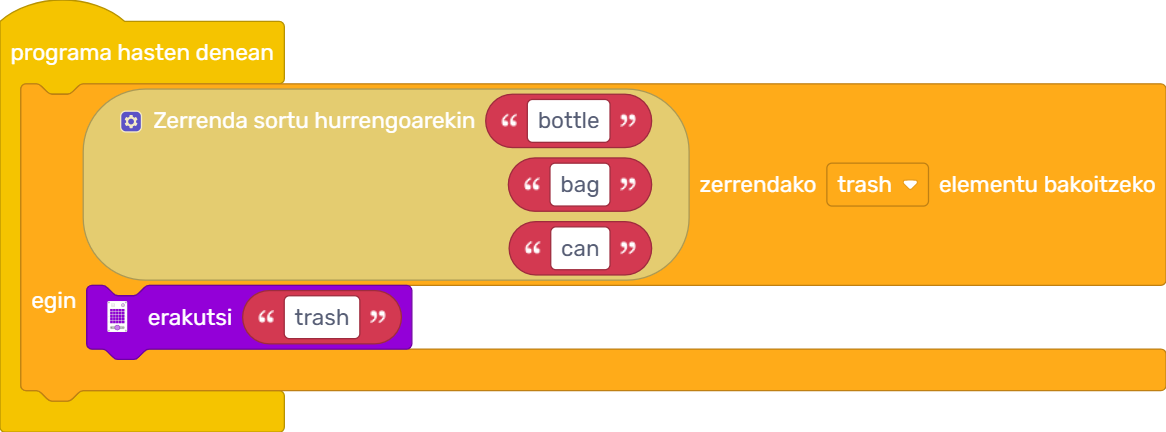 programa hasten denean
Zerrenda sortu hurrengoarekin “ bottle ”
“ bag ” zerrendako trash elementu bakoitzeko
“ can ”
egin erakutsi “ trash ”